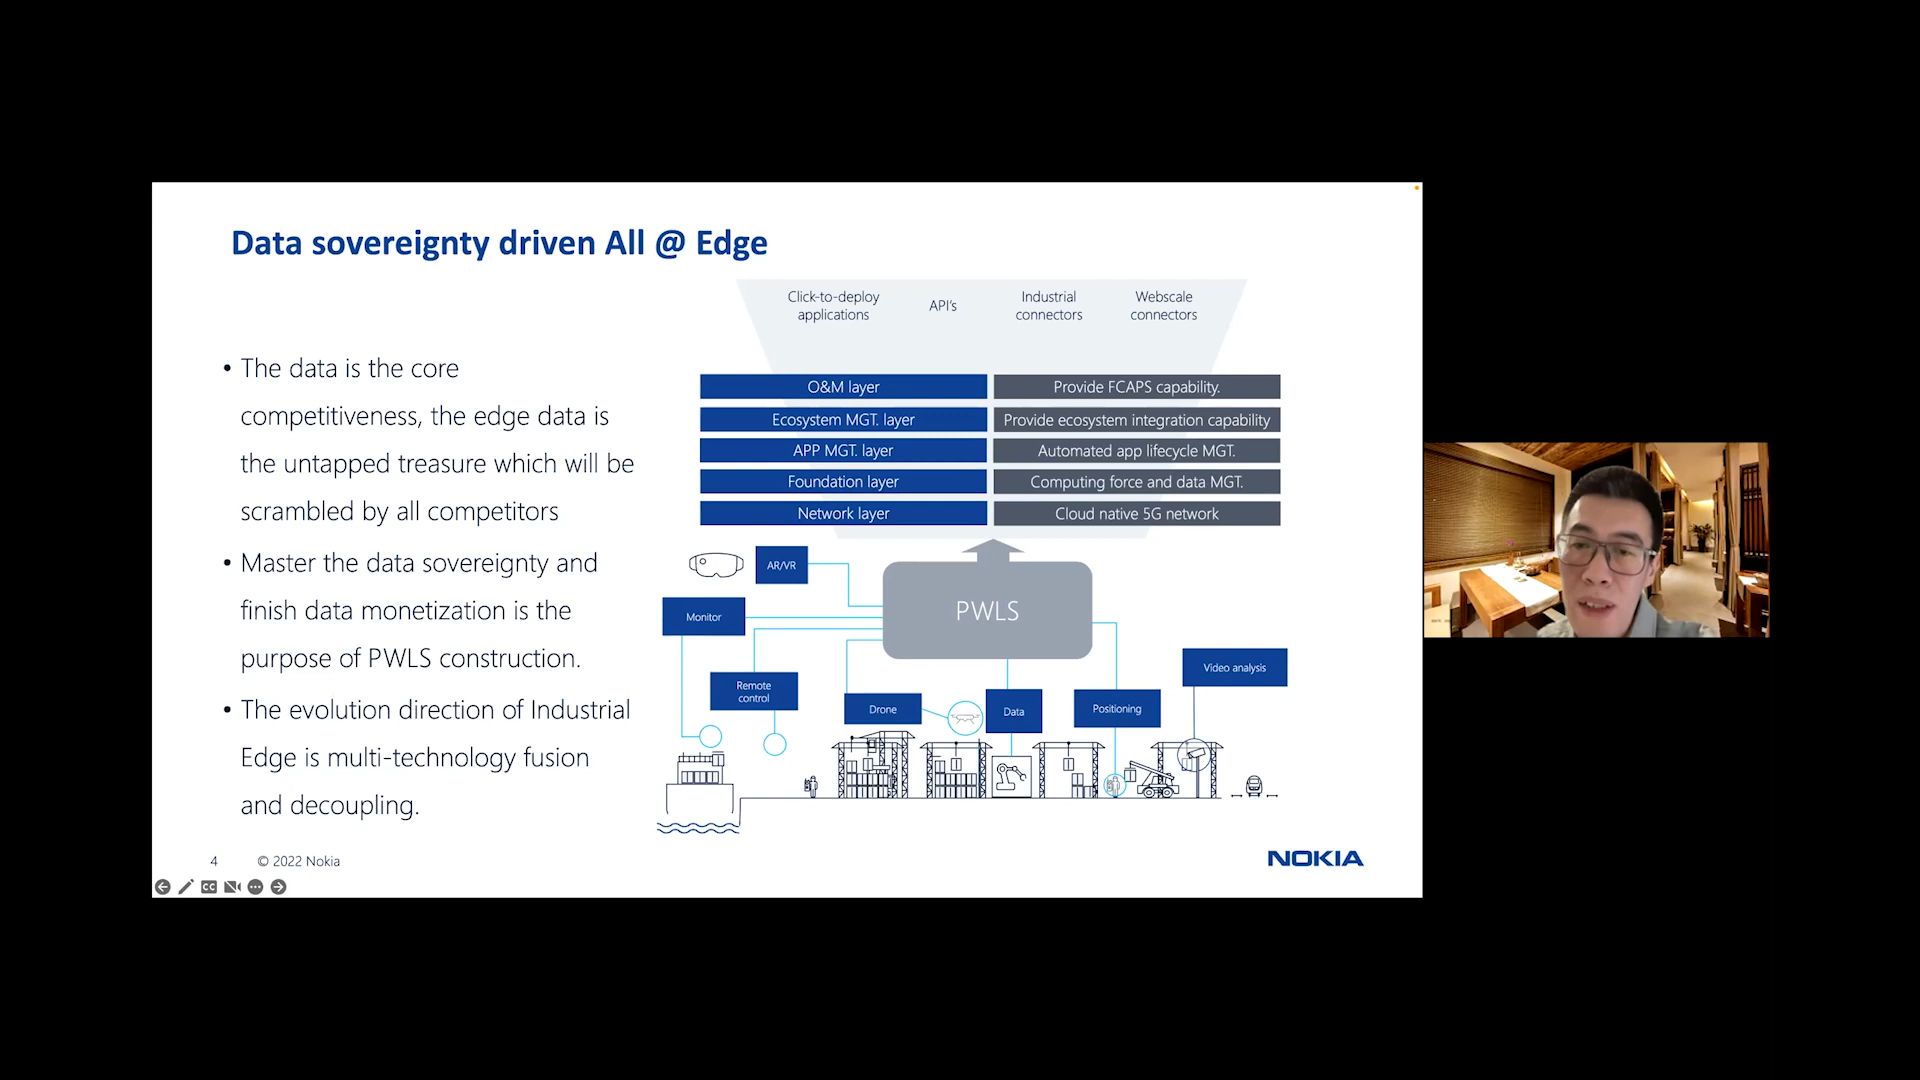 Data sovereignty driven All @ Edge
• The data is the core
competitiveness, the edge data is
the untapped treasure which will be
scrambled by all competitors
• Master the data sovereignty and
finish data monetization is the
purpose of PWLS construction.
• The evolution direction of Industrial
Edge is multi-technology fusion
and decoupling.
Click-to-deploy
applications
API's
Industrial
connectors
Webscale
connectors
O&M layer
Provide FCAPS capability.
Ecosystem MGT. layer
Provide ecosystem integration capability
APP MGT. layer
Automated app lifecycle MGT.
Foundation layer
Computing force and data MGT.
Network layer
Cloud native 5G network
AR/VR
PWLS
Monitor
Remote
control
Drone
Data
Positioning
Video analysis
4
© 2022 Nokia
NOKIA
CC